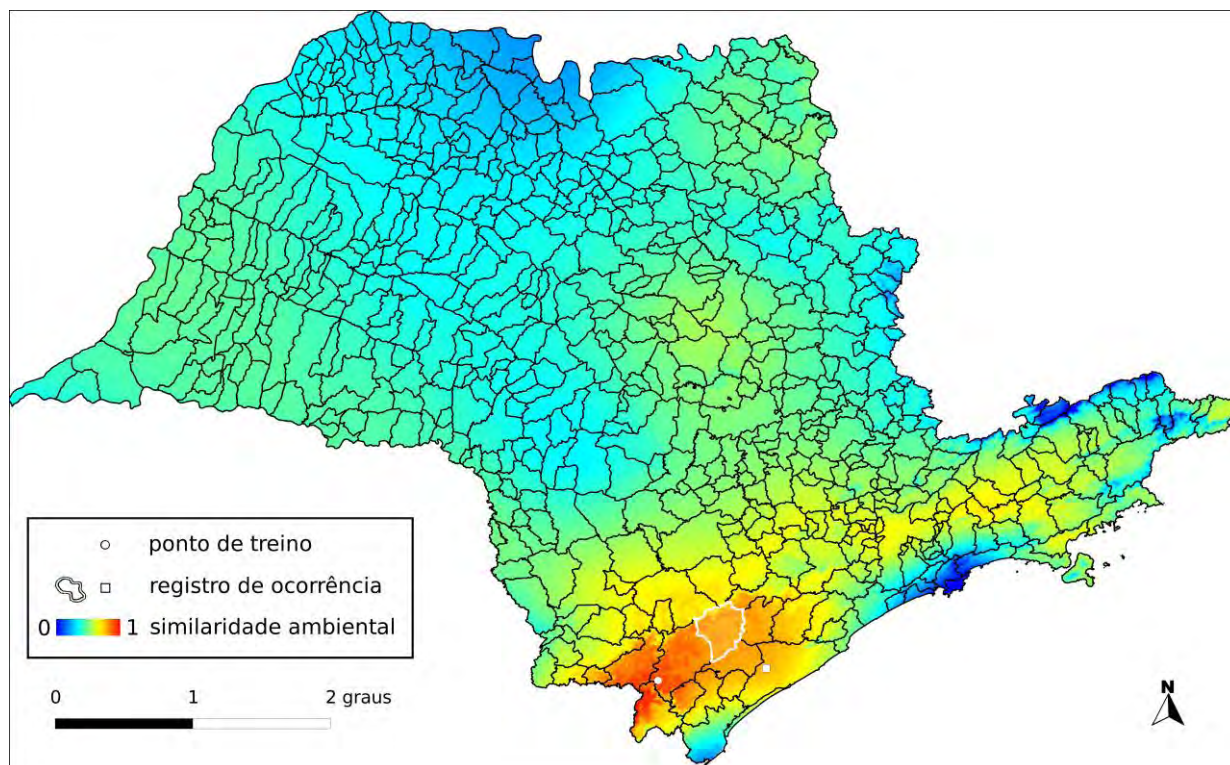 ponto de treino
registro de ocorrência
0 1 similaridade ambiental
0 1 2 graus
N